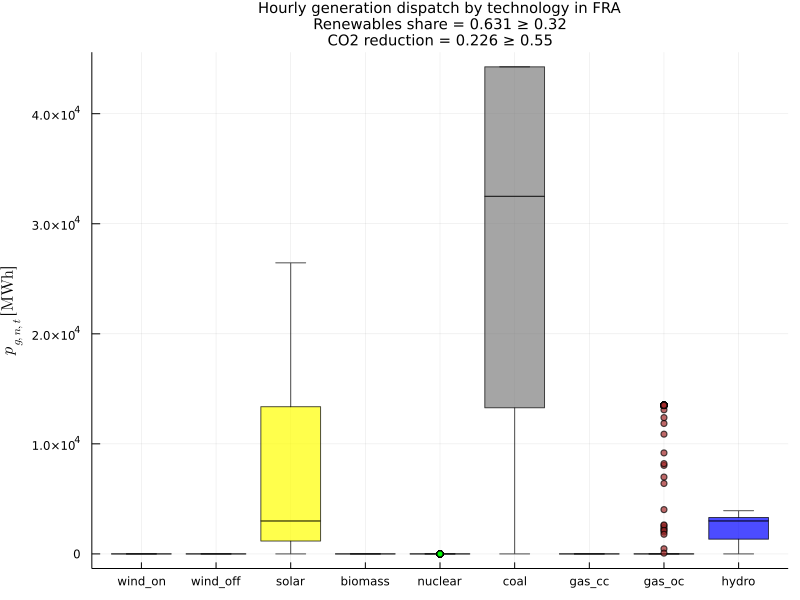 Hourly generation dispatch by technology in FRA
Renewables share = 0.631 ≥ 0.32
CO2 reduction = 0.226 ≥ 0.55
p_{g,n,t} [MWh]
4.0×10⁴
3.0×10⁴
2.0×10⁴
1.0×10⁴
0
wind_on wind_off solar biomass nuclear coal gas_cc gas_oc hydro